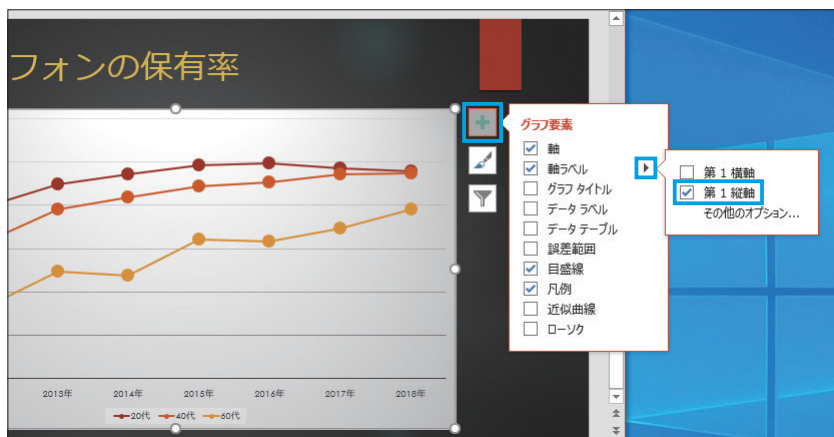 フォンの保有率
グラフ要素
軸
軸ラベル
グラフ タイトル
データ ラベル
データ テーブル
誤差範囲
目盛線
凡例
近似曲線
ローソク
第 1 横軸
第 1 縦軸
その他のオプション...
2013年 2014年 2015年 2016年 2017年 2018年
20代 40代 60代